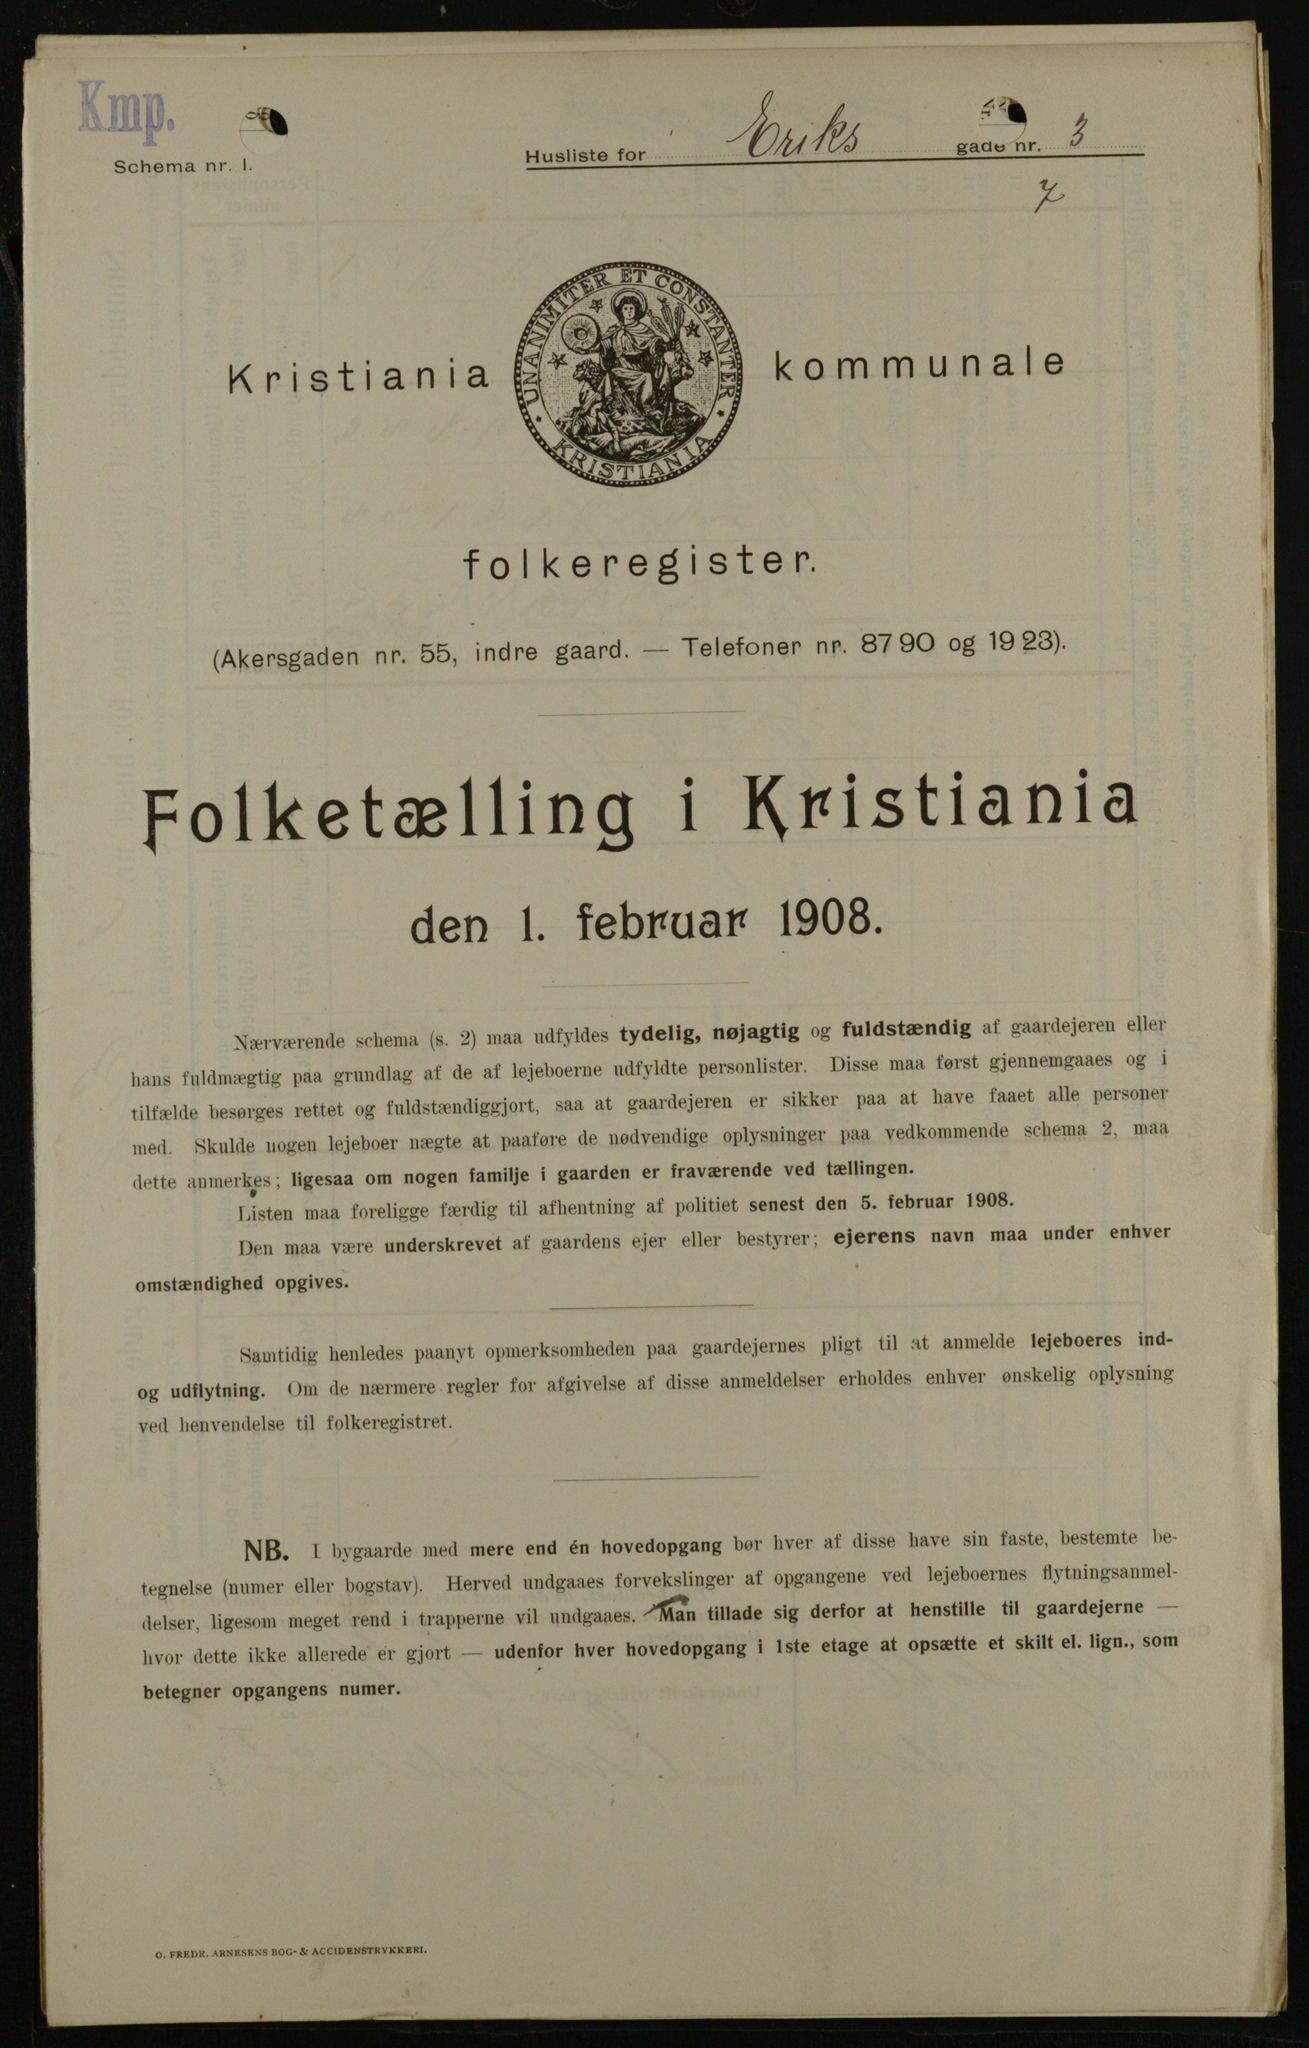 Kmp.
Schema nr. 1.
Husliste for Eriks gade nr. 3
7
Kristiania kommunale
UNANIMITER ET CONSTANTER
KRISTIANIA
folkeregister.
(Akersgaden nr. 55, indre gaard. — Telefoner nr. 8790 og 1923).
Folketælling i Kristiania
den 1. februar 1908.
Nærværende schema (s. 2) maa udfyldes tydelig, nøjagtig og fuldstændig af gaardejeren eller
hans fuldmægtig paa grundlag af de af lejeboerne udfyldte personlister. Disse maa først gjennemgaaes og i
tilfælde besørges rettet og fuldstændiggjort, saa at gaardejeren er sikker paa at have faaet alle personer
med. Skulde nogen lejeboer nægte at paaføre de nødvendige oplysninger paa vedkommende schema 2, maa
dette anmerkes; ligesaa om nogen familje i gaarden er fraværende ved tællingen.
Listen maa foreligge færdig til afhentning af politiet senest den 5. februar 1908.
Den maa være underskrevet af gaardens ejer eller bestyrer; ejerens navn maa under enhver
omstændighed opgives.
Samtidig henledes paanyt opmerksomheden paa gaardejernes pligt til at anmelde lejeboeres ind-
og udflytning. Om de nærmere regler for afgivelse af disse anmeldelser erholdes enhver ønskelig oplysning
ved henvendelse til folkeregistret.
NB. I bygaarde med mere end én hovedopgang bør hver af disse have sin faste, bestemte be-
tegnelse (numer eller bogstav). Herved undgaaes forvekslinger af opgangene ved lejeboernes flytningsanmel-
delser, ligesom meget rend i trapperne vil undgaaes. Man tillade sig derfor at henstille til gaardejerne —
hvor dette ikke allerede er gjort — udenfor hver hovedopgang i 1ste etage at opsætte et skilt el. lign., som
betegner opgangens numer.
O. FREDR. ARNESENS BOG- & ACCIDENSTRYKKERI.